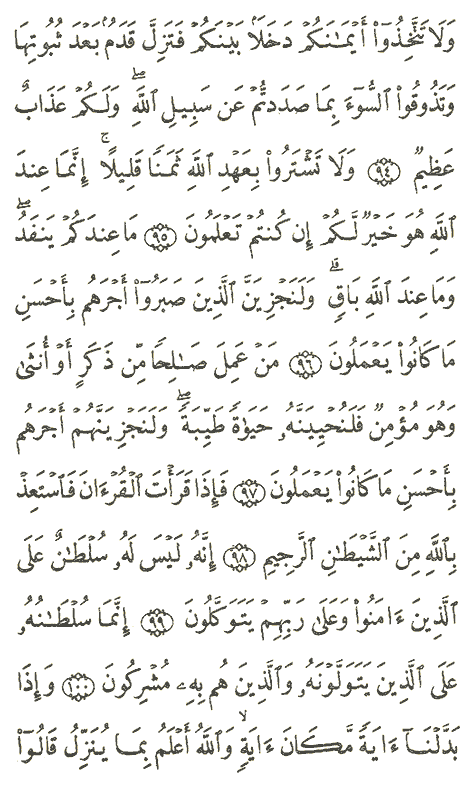 وَلَا تَتَّخِذُوٓا۟ أَيْمَـٰنَكُمْ دَخَلًۢا بَيْنَكُمْ فَتَزِلَّ قَدَمٌۢ بَعْدَ ثُبُوتِهَا
وَتَذُوقُوا۟ ٱلسُّوٓءَ بِمَا صَدَدتُّمْ عَن سَبِيلِ ٱللَّهِ ۖ وَلَكُمْ عَذَابٌ
عَظِيمٌ ۝٩٤ وَلَا تَشْتَرُوا۟ بِعَهْدِ ٱللَّهِ ثَمَنًا قَلِيلًا ۚ إِنَّمَا عِندَ
ٱللَّهِ هُوَ خَيْرٌ لَّكُمْ إِن كُنتُمْ تَعْلَمُونَ ۝٩٥ مَا عِندَكُمْ يَنفَدُ ۖ
وَمَا عِندَ ٱللَّهِ بَاقٍ ۗ وَلَنَجْزِيَنَّ ٱلَّذِينَ صَبَرُوٓا۟ أَجْرَهُم بِأَحْسَنِ
مَا كَانُوا۟ يَعْمَلُونَ ۝٩٦ مَنْ عَمِلَ صَـٰلِحًا مِّن ذَكَرٍ أَوْ أُنثَىٰ
وَهُوَ مُؤْمِنٌ فَلَنُحْيِيَنَّهُۥ حَيَوٰةً طَيِّبَةً ۖ وَلَنَجْزِيَنَّهُمْ أَجْرَهُم
بِأَحْسَنِ مَا كَانُوا۟ يَعْمَلُونَ ۝٩٧ فَإِذَا قَرَأْتَ ٱلْقُرْءَانَ فَٱسْتَعِذْ
بِٱللَّهِ مِنَ ٱلشَّيْطَـٰنِ ٱلرَّجِيمِ ۝٩٨ إِنَّهُۥ لَيْسَ لَهُۥ سُلْطَـٰنٌ عَلَى
ٱلَّذِينَ ءَامَنُوا۟ وَعَلَىٰ رَبِّهِمْ يَتَوَكَّلُونَ ۝٩٩ إِنَّمَا سُلْطَـٰنُهُۥ
عَلَى ٱلَّذِينَ يَتَوَلَّوْنَهُۥ وَٱلَّذِينَ هُم بِهِۦ مُشْرِكُونَ ۝١٠٠ وَإِذَا
بَدَّلْنَآ ءَايَةً مَّكَانَ ءَايَةٍ ۙ وَٱللَّهُ أَعْلَمُ بِمَا يُنَزِّلُ قَالُوٓا۟